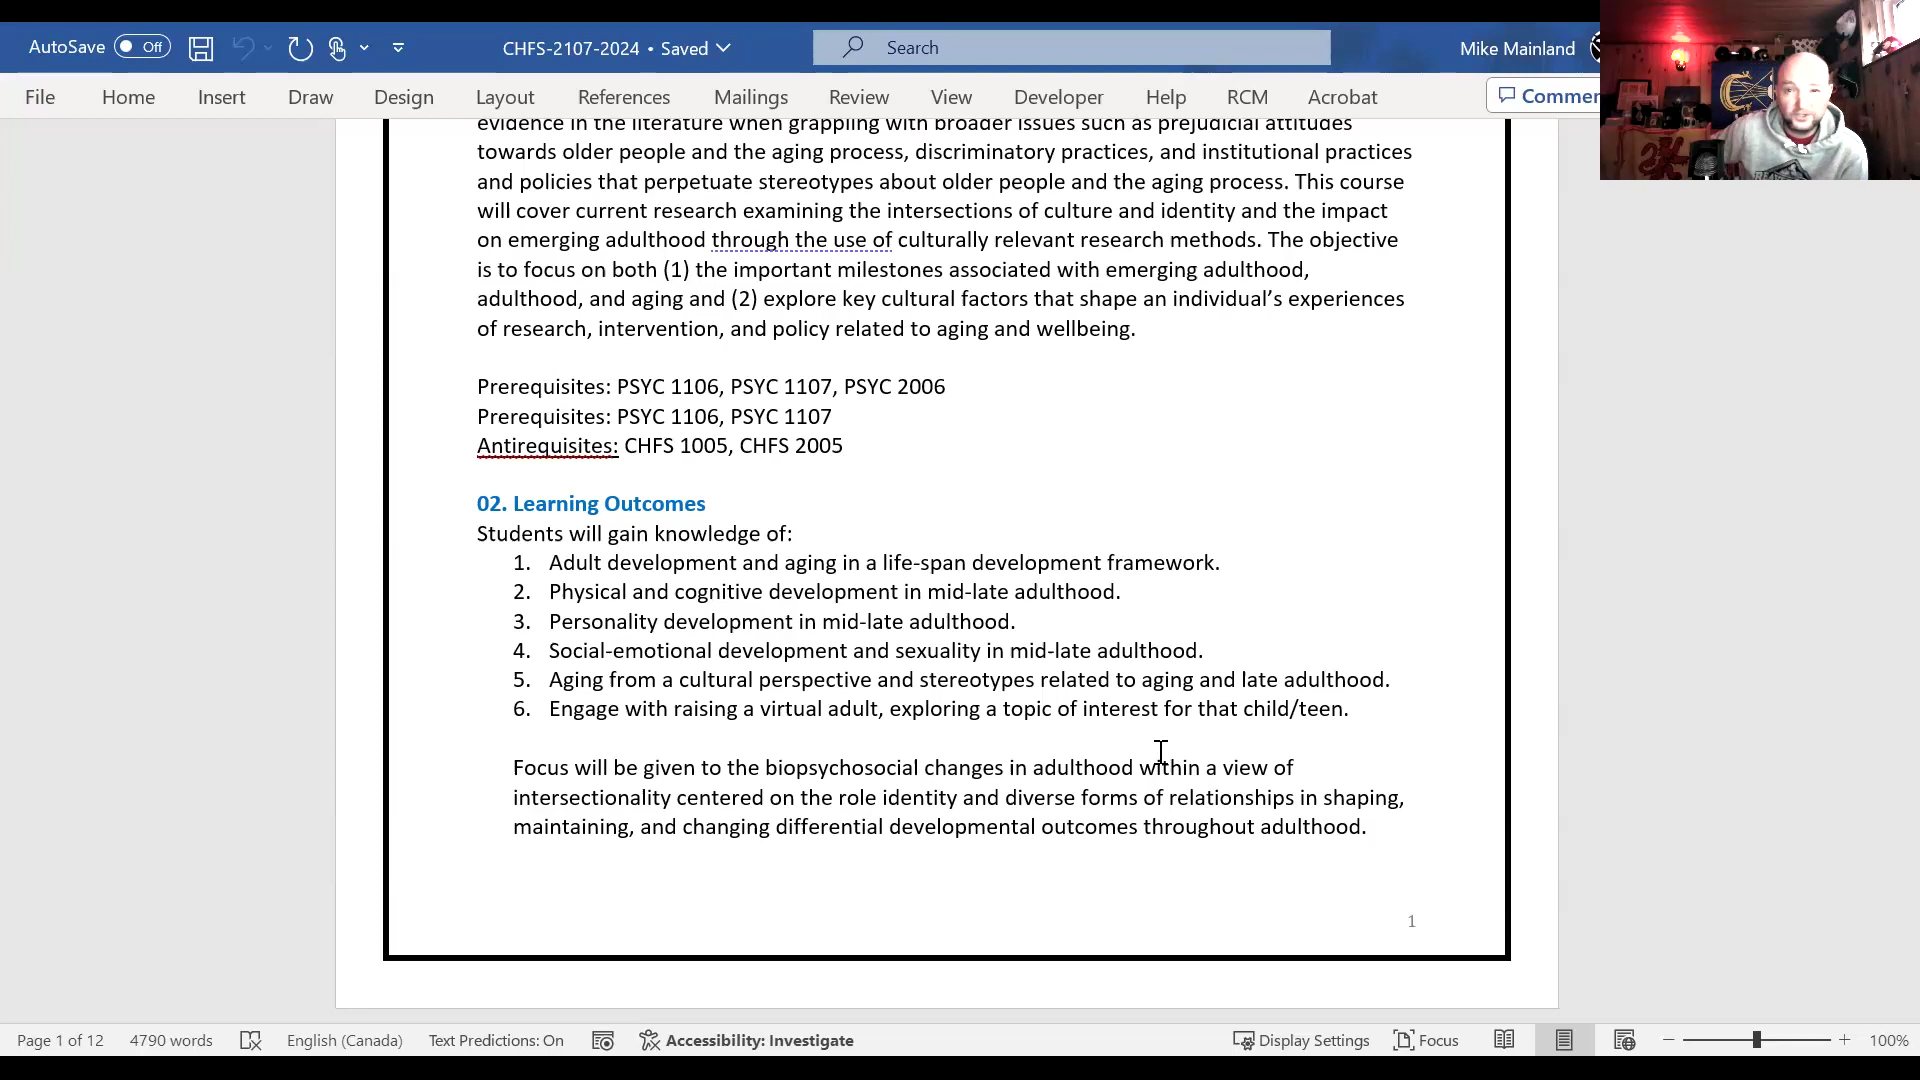 AutoSave Off CHFS-2107-2024 • Saved Search Mike Mainland
File Home Insert Draw Design Layout References Mailings Review View Developer Help RCM Acrobat
evidence in the literature when grappling with broader issues such as prejudicial attitudes
towards older people and the aging process, discriminatory practices, and institutional practices
and policies that perpetuate stereotypes about older people and the aging process. This course
will cover current research examining the intersections of culture and identity and the impact
on emerging adulthood through the use of culturally relevant research methods. The objective
is to focus on both (1) the important milestones associated with emerging adulthood,
adulthood, and aging and (2) explore key cultural factors that shape an individual’s experiences
of research, intervention, and policy related to aging and wellbeing.
Prerequisites: PSYC 1106, PSYC 1107, PSYC 2006
Prerequisites: PSYC 1106, PSYC 1107
Antirequisites: CHFS 1005, CHFS 2005
02. Learning Outcomes
Students will gain knowledge of:
1. Adult development and aging in a life-span development framework.
2. Physical and cognitive development in mid-late adulthood.
3. Personality development in mid-late adulthood.
4. Social-emotional development and sexuality in mid-late adulthood.
5. Aging from a cultural perspective and stereotypes related to aging and late adulthood.
6. Engage with raising a virtual adult, exploring a topic of interest for that child/teen.
Focus will be given to the biopsychosocial changes in adulthood within a view of
intersectionality centered on the role identity and diverse forms of relationships in shaping,
maintaining, and changing differential developmental outcomes throughout adulthood.
1
Page 1 of 12 4790 words English (Canada) Text Predictions: On Accessibility: Investigate Display Settings Focus 100%